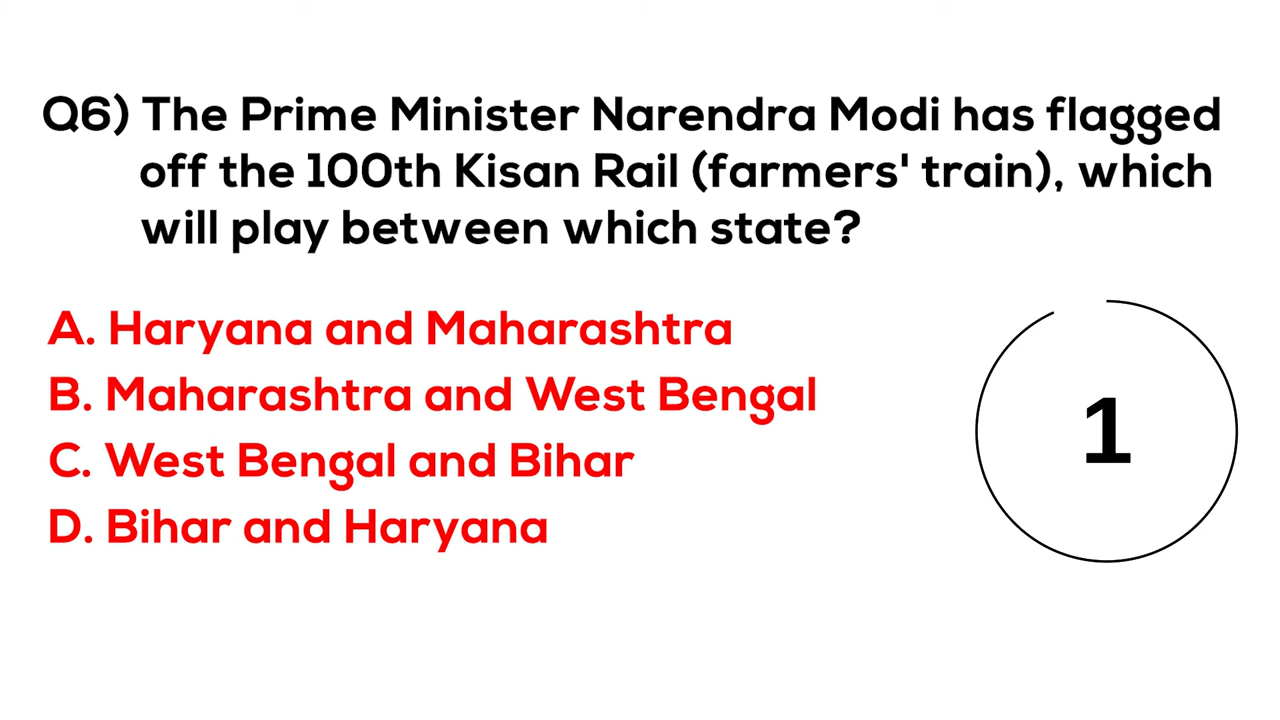 Q6) The Prime Minister Narendra Modi has flagged
off the 100th Kisan Rail (farmers' train), which
will play between which state?
A. Haryana and Maharashtra
B. Maharashtra and West Bengal
C. West Bengal and Bihar
D. Bihar and Haryana
1